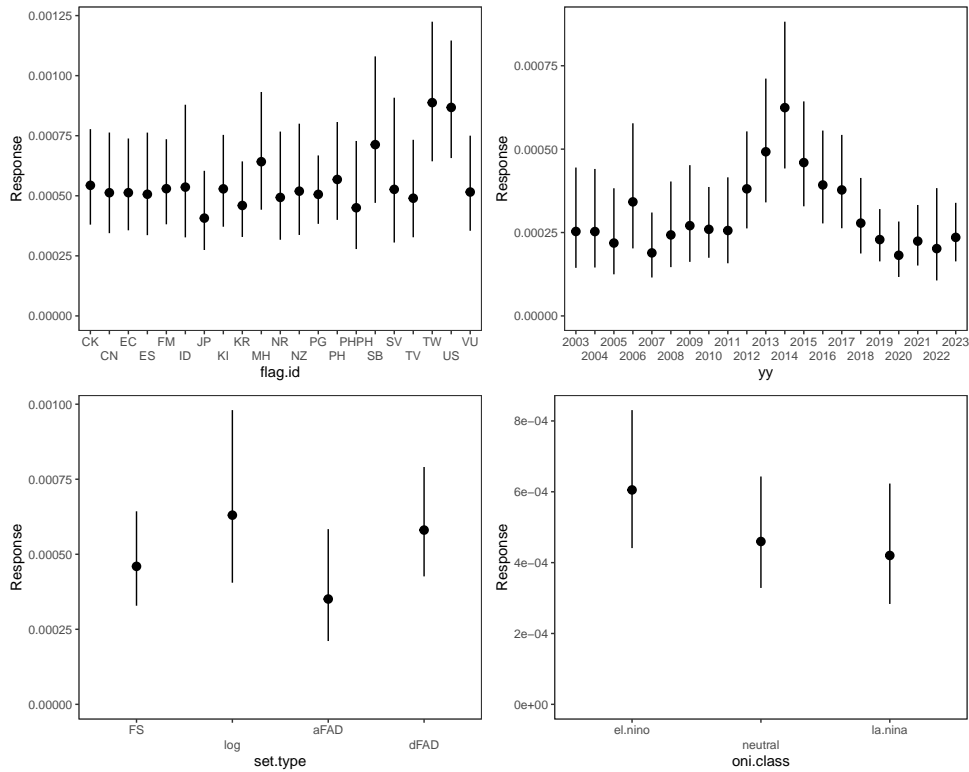 0.00125
0.00100
0.00075
0.00050
0.00025
0.00000
Response
CK EC FM JP KR NR PG PHPH SV TW VU
CN ES ID KI MH NZ PH SB TV US
flag.id
0.00075
0.00050
0.00025
0.00000
Response
2003 2005 2007 2009 2011 2013 2015 2017 2019 2021 2023
2004 2006 2008 2010 2012 2014 2016 2018 2020 2022
yy
0.00100
0.00075
0.00050
0.00025
0.00000
Response
FS aFAD
log dFAD
set.type
8e−04
6e−04
4e−04
2e−04
0e+00
Response
el.nino la.nina
neutral
oni.class